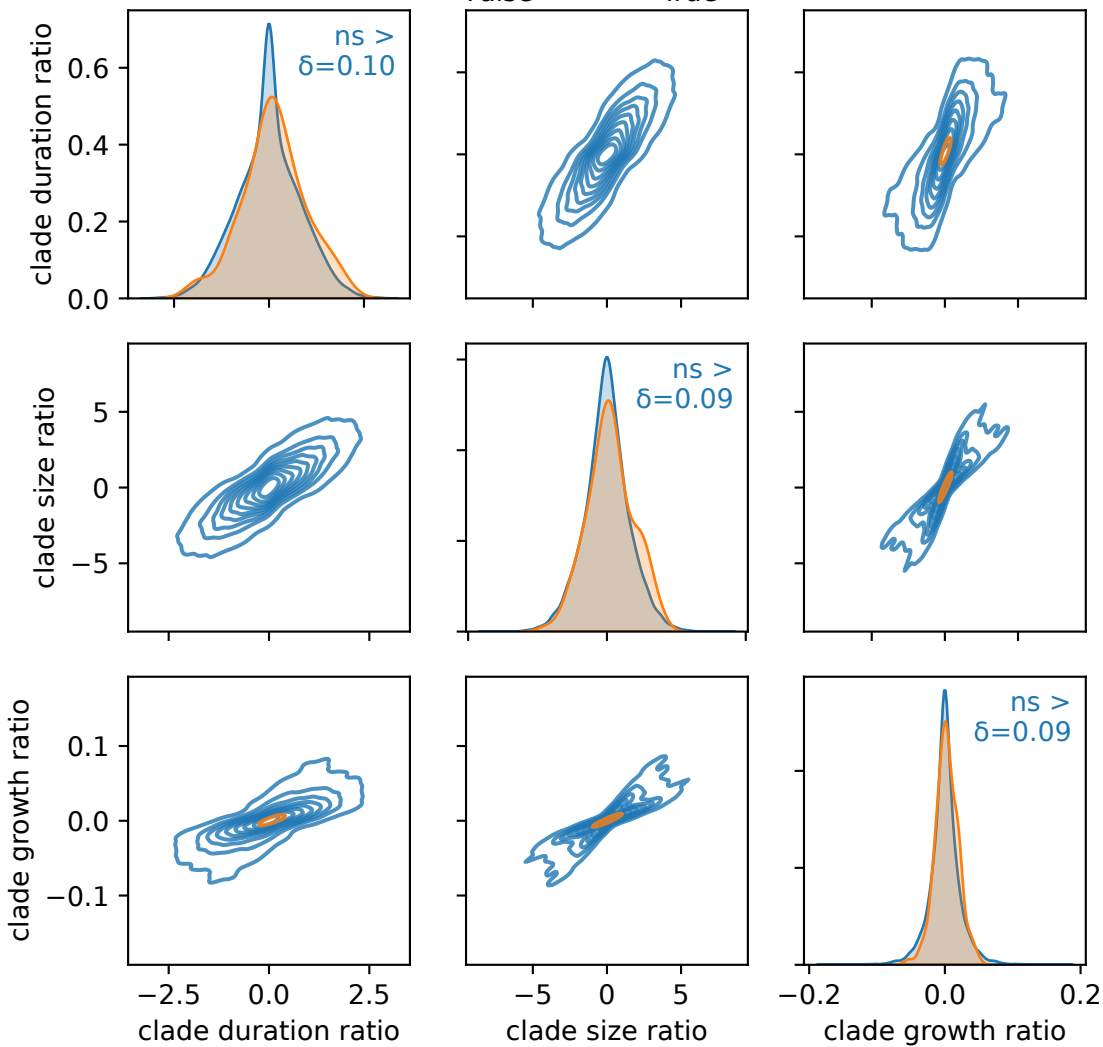 clade duration ratio
0.6
0.4
0.2
0.0
ns >
δ=0.10
clade size ratio
5
0
−5
ns >
δ=0.09
clade growth ratio
0.1
0.0
−0.1
ns >
δ=0.09
−2.5 0.0 2.5
−5 0 5
−0.2 0.0 0.2
clade duration ratio
clade size ratio
clade growth ratio